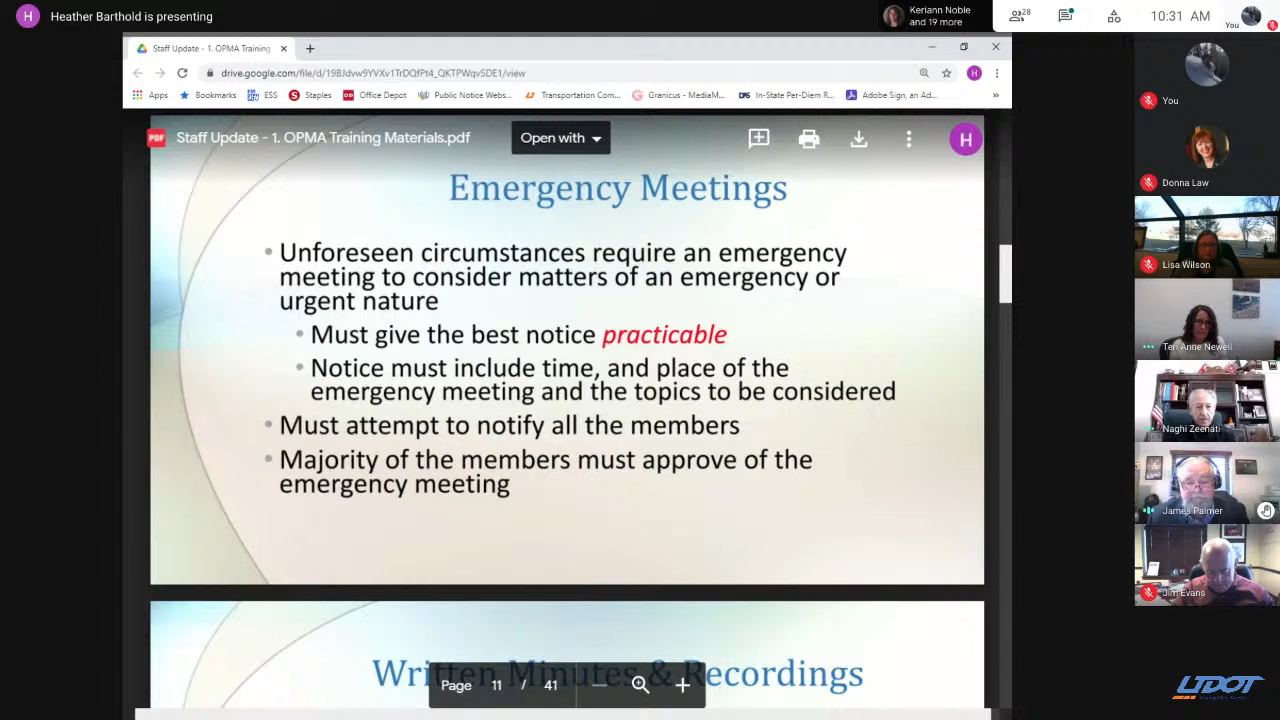 H Heather Barthold is presenting
Keriann Noble
and 19 more
28
10:31 AM
You
Staff Update - 1. OPMA Training
drive.google.com/file/d/19BJdvw9YVXv1TrDQfPt4_QKTPWqvSDE1/view
H
Apps Bookmarks ESS Staples Office Depot Public Notice Webs... Transportation Com... Granicus - MediaM... In-State Per-Diem R... Adobe Sign, an Ad... »
PDF Staff Update - 1. OPMA Training Materials.pdf
Open with
H
Emergency Meetings
• Unforeseen circumstances require an emergency
meeting to consider matters of an emergency or
urgent nature
• Must give the best notice practicable
• Notice must include time, and place of the
emergency meeting and the topics to be considered
• Must attempt to notify all the members
• Majority of the members must approve of the
emergency meeting
Written Minutes & Recordings
Page 11 / 41
You
Donna Law
Lisa Wilson
Teri Anne Newell
Naghi Zeenati
James Palmer
Jim Evans
UDOT